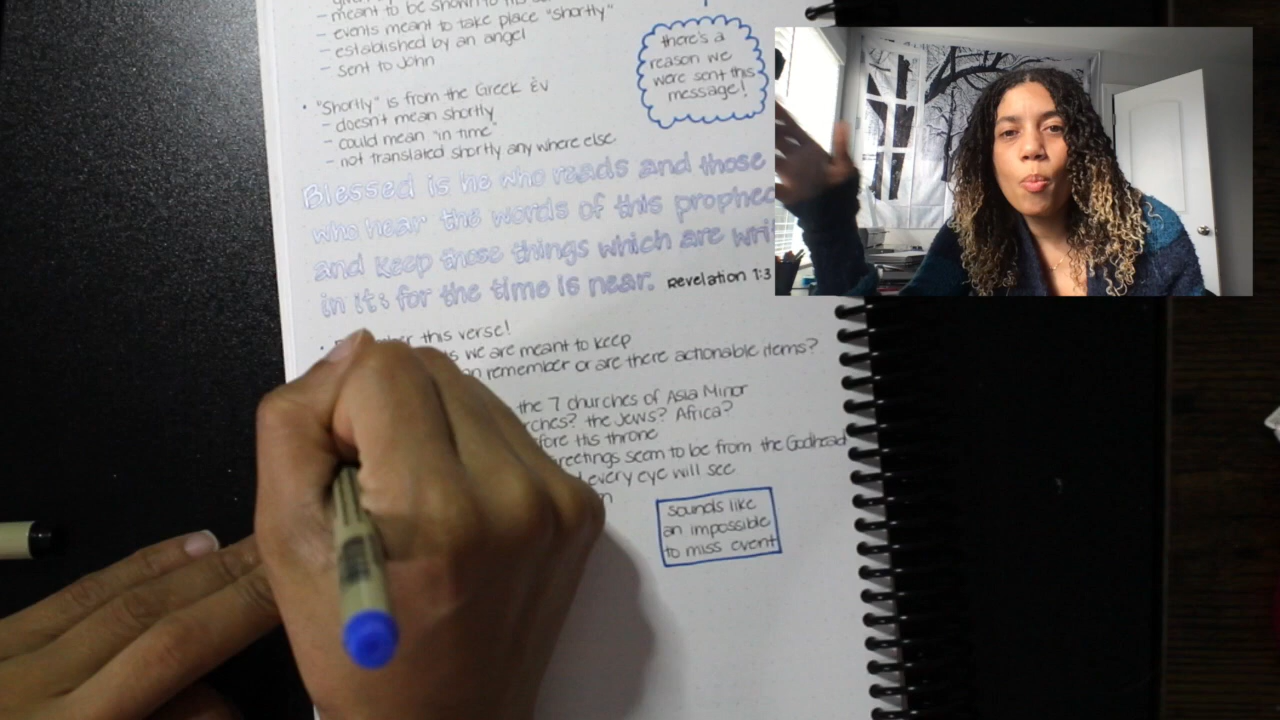 - meant to be shown to his
- events meant to take place "shortly"
- established by an angel
- sent to John
there's a
reason we
were sent this
message!
• "Shortly" is from the Greek ἐν
- doesn't mean shortly
- could mean "in time"
- not translated shortly any where else
Blessed is he who reads and those
who hear the words of this prophec
and keep those things which are writ
in it; for the time is near. Revelation 1:3
this verse!
we are meant to keep
remember or are there actionable items?
the 7 churches of Asia Minor
rches? the Jews? Africa?
fore His throne
reetings seem to be from the Godhead
every eye will see
sounds like
an impossible
to miss event